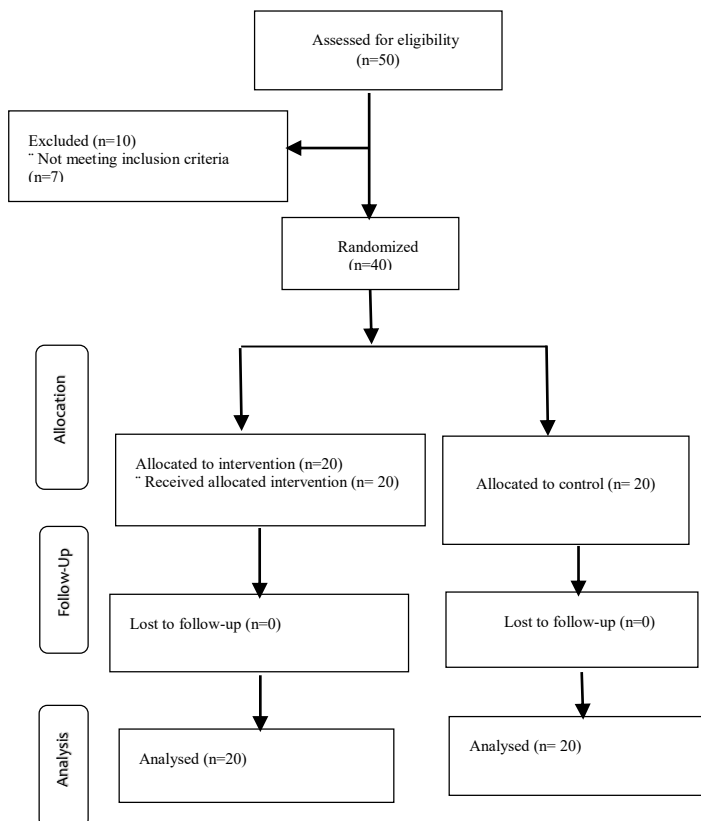 Assessed for eligibility
(n=50)
Excluded (n=10)
¨ Not meeting inclusion criteria
(n=7)
Randomized
(n=40)
Allocation
Allocated to intervention (n=20)
¨ Received allocated intervention (n= 20)
Allocated to control (n= 20)
Follow-Up
Lost to follow-up (n=0)
Lost to follow-up (n=0)
Analysis
Analysed (n=20)
Analysed (n= 20)